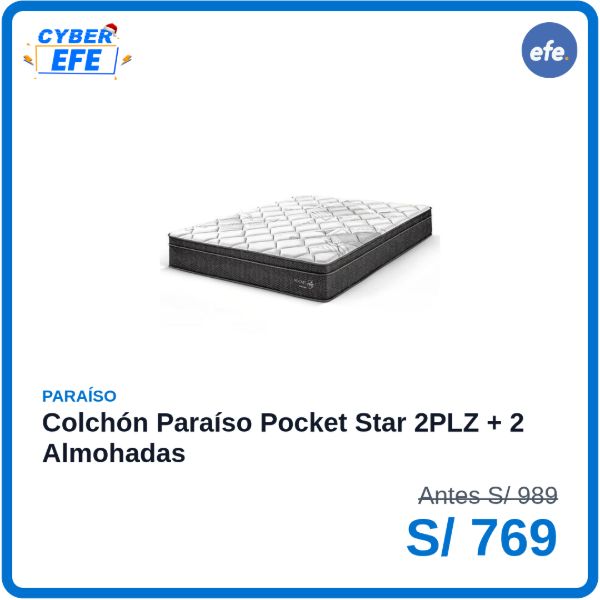 CYBER
EFE
efe.
PARAÍSO
Colchón Paraíso Pocket Star 2PLZ + 2
Almohadas
Antes S/ 989
S/ 769